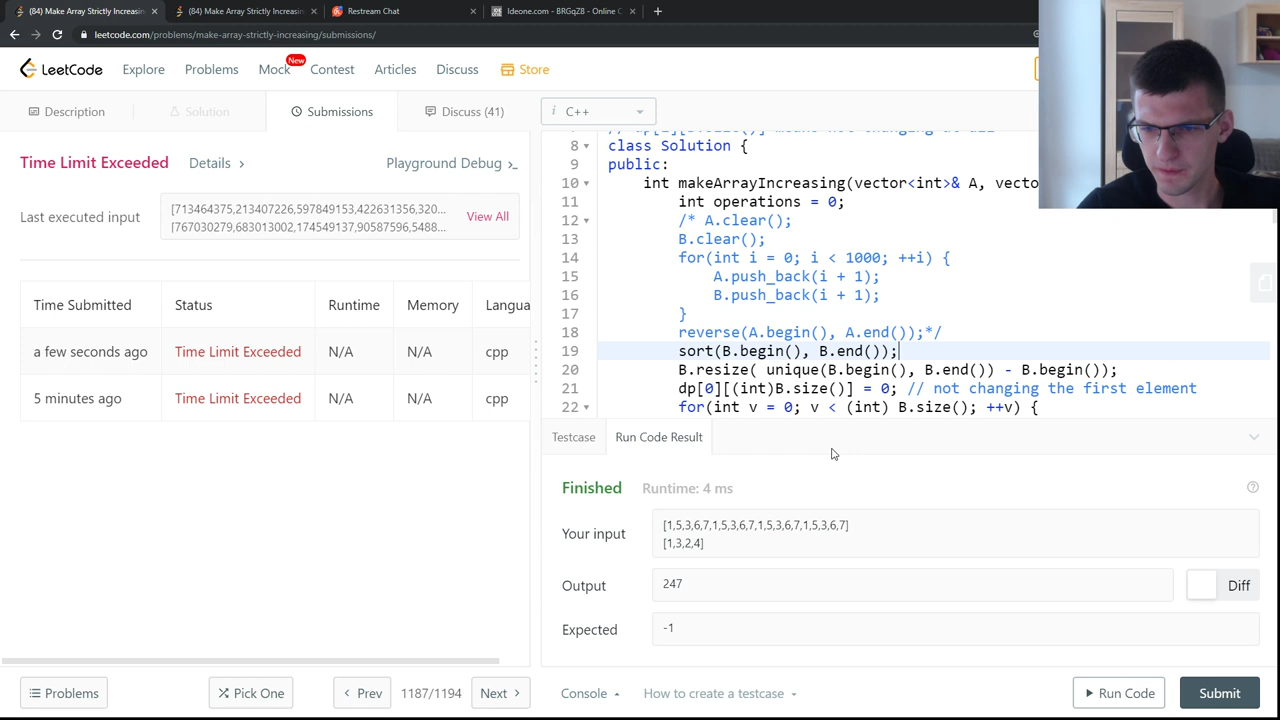 (84) Make Array Strictly Increasin
(84) Make Array Strictly Increasing
Restream Chat
Ideone.com - BRGqZ8 - Online C
leetcode.com/problems/make-array-strictly-increasing/submissions/
LeetCode
Explore
Problems
Mock
New
Contest
Articles
Discuss
Store
Description
Solution
Submissions
Discuss (41)
i C++
Time Limit Exceeded
Details >
Playground Debug >_
Last executed input
[713464375,213407226,597849153,422631356,320...
[767030279,683013002,174549137,90587596,5488...
View All
Time Submitted
Status
Runtime
Memory
Langua
a few seconds ago
Time Limit Exceeded
N/A
N/A
cpp
5 minutes ago
Time Limit Exceeded
N/A
N/A
cpp
8 class Solution {
9 public:
10 int makeArrayIncreasing(vector<int>& A, vecto
11 int operations = 0;
12 /* A.clear();
13 B.clear();
14 for(int i = 0; i < 1000; ++i) {
15 A.push_back(i + 1);
16 B.push_back(i + 1);
17 }
18 reverse(A.begin(), A.end());*/
19 sort(B.begin(), B.end());
20 B.resize( unique(B.begin(), B.end()) - B.begin());
21 dp[0][(int)B.size()] = 0; // not changing the first element
22 for(int v = 0; v < (int) B.size(); ++v) {
Testcase
Run Code Result
Finished
Runtime: 4 ms
Your input
[1,5,3,6,7,1,5,3,6,7,1,5,3,6,7,1,5,3,6,7]
[1,3,2,4]
Output
247
Diff
Expected
-1
Problems
Pick One
< Prev
1187/1194
Next >
Console
How to create a testcase
Run Code
Submit